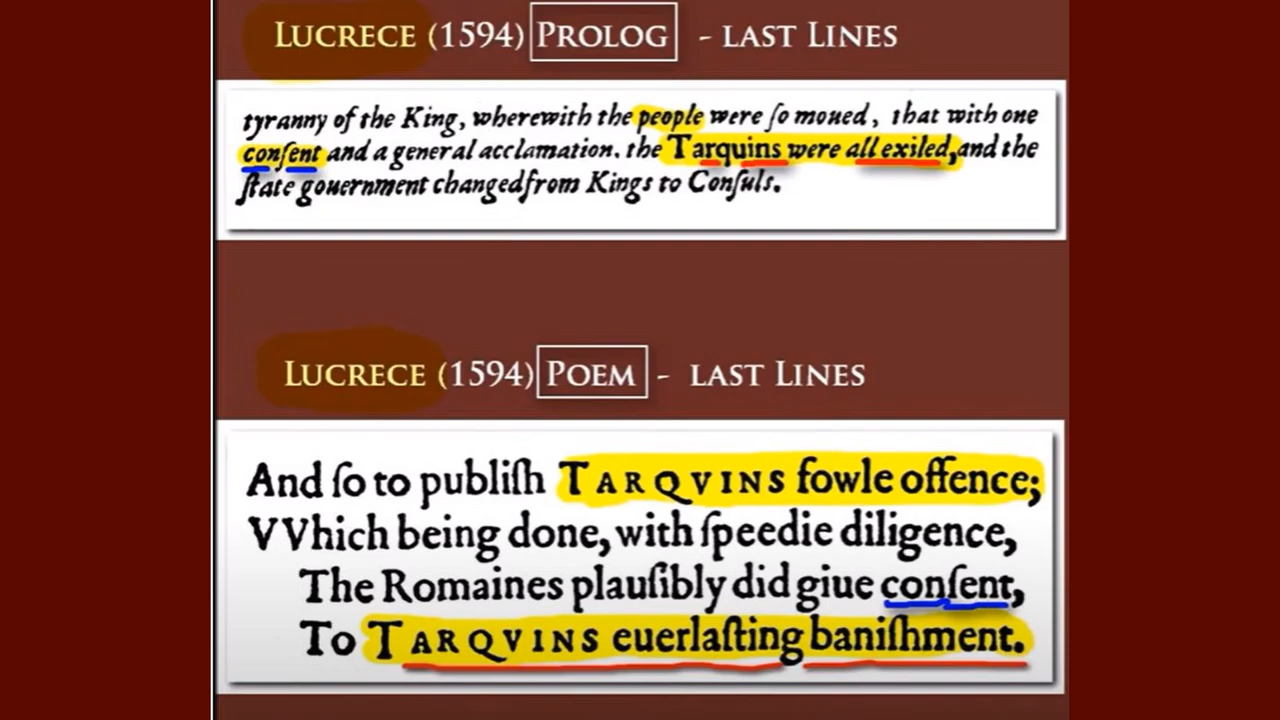 LUCRECE (1594) PROLOG - LAST LINES
tyranny of the King, wherewith the people were ſo moued, that with one
conſent and a general acclamation. the Tarquins were all exiled, and the
ſtate gouernment changed from Kings to Conſuls.
LUCRECE (1594) POEM - LAST LINES
And ſo to publiſh TARQVINS fowle offence;
VVhich being done, with ſpeedie diligence,
The Romaines plauſibly did giue conſent,
To TARQVINS euerlaſting baniſhment.